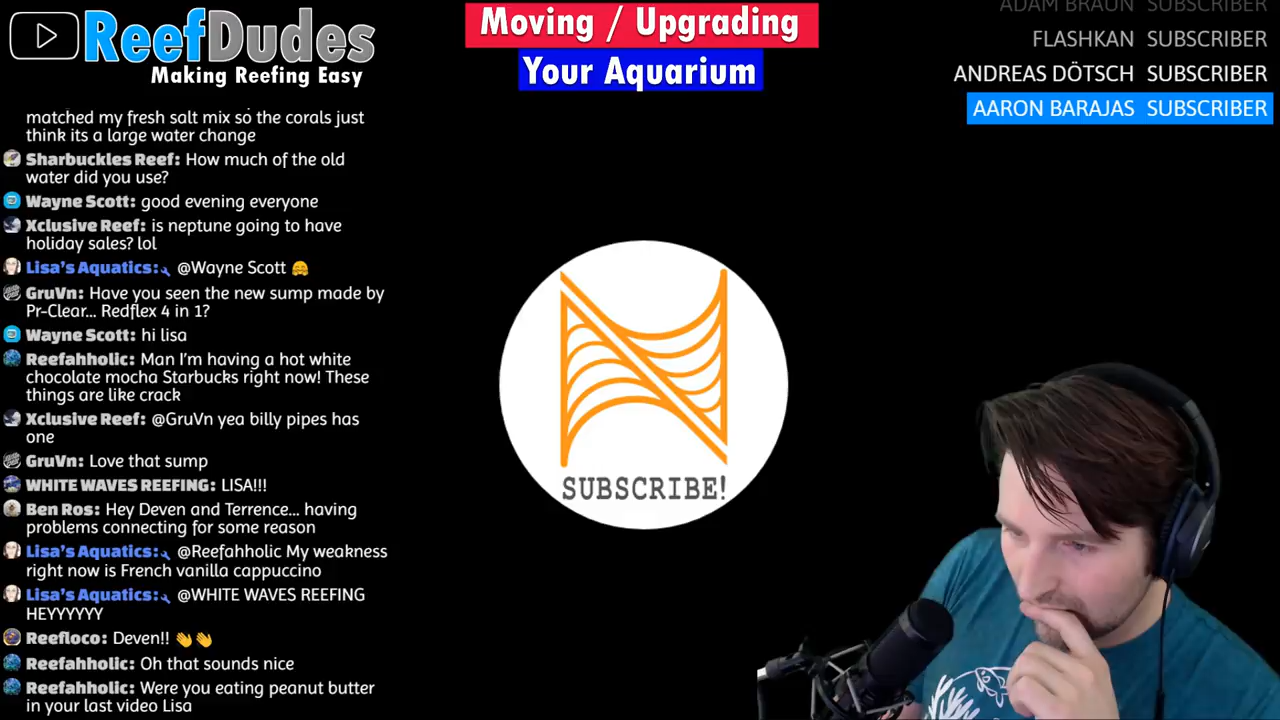 ReefDudes
Making Reefing Easy
Moving / Upgrading
Your Aquarium
ADAM BRAUN SUBSCRIBER
FLASHKAN SUBSCRIBER
ANDREAS DÖTSCH SUBSCRIBER
AARON BARAJAS SUBSCRIBER
matched my fresh salt mix so the corals just
think its a large water change
Sharbuckles Reef: How much of the old
water did you use?
Wayne Scott: good evening everyone
Xclusive Reef: is neptune going to have
holiday sales? lol
Lisa's Aquatics: @Wayne Scott 🤗
GruVn: Have you seen the new sump made by
Pr-Clear... Redflex 4 in 1?
Wayne Scott: hi lisa
Reefahholic: Man I'm having a hot white
chocolate mocha Starbucks right now! These
things are like crack
Xclusive Reef: @GruVn yea billy pipes has
one
GruVn: Love that sump
WHITE WAVES REEFING: LISA!!!
Ben Ros: Hey Deven and Terrence... having
problems connecting for some reason
Lisa's Aquatics: @Reefahholic My weakness
right now is French vanilla cappuccino
Lisa's Aquatics: @WHITE WAVES REEFING
HEYYYYYY
Reefloco: Deven!! 👋👋
Reefahholic: Oh that sounds nice
Reefahholic: Were you eating peanut butter
in your last video Lisa
SUBSCRIBE!